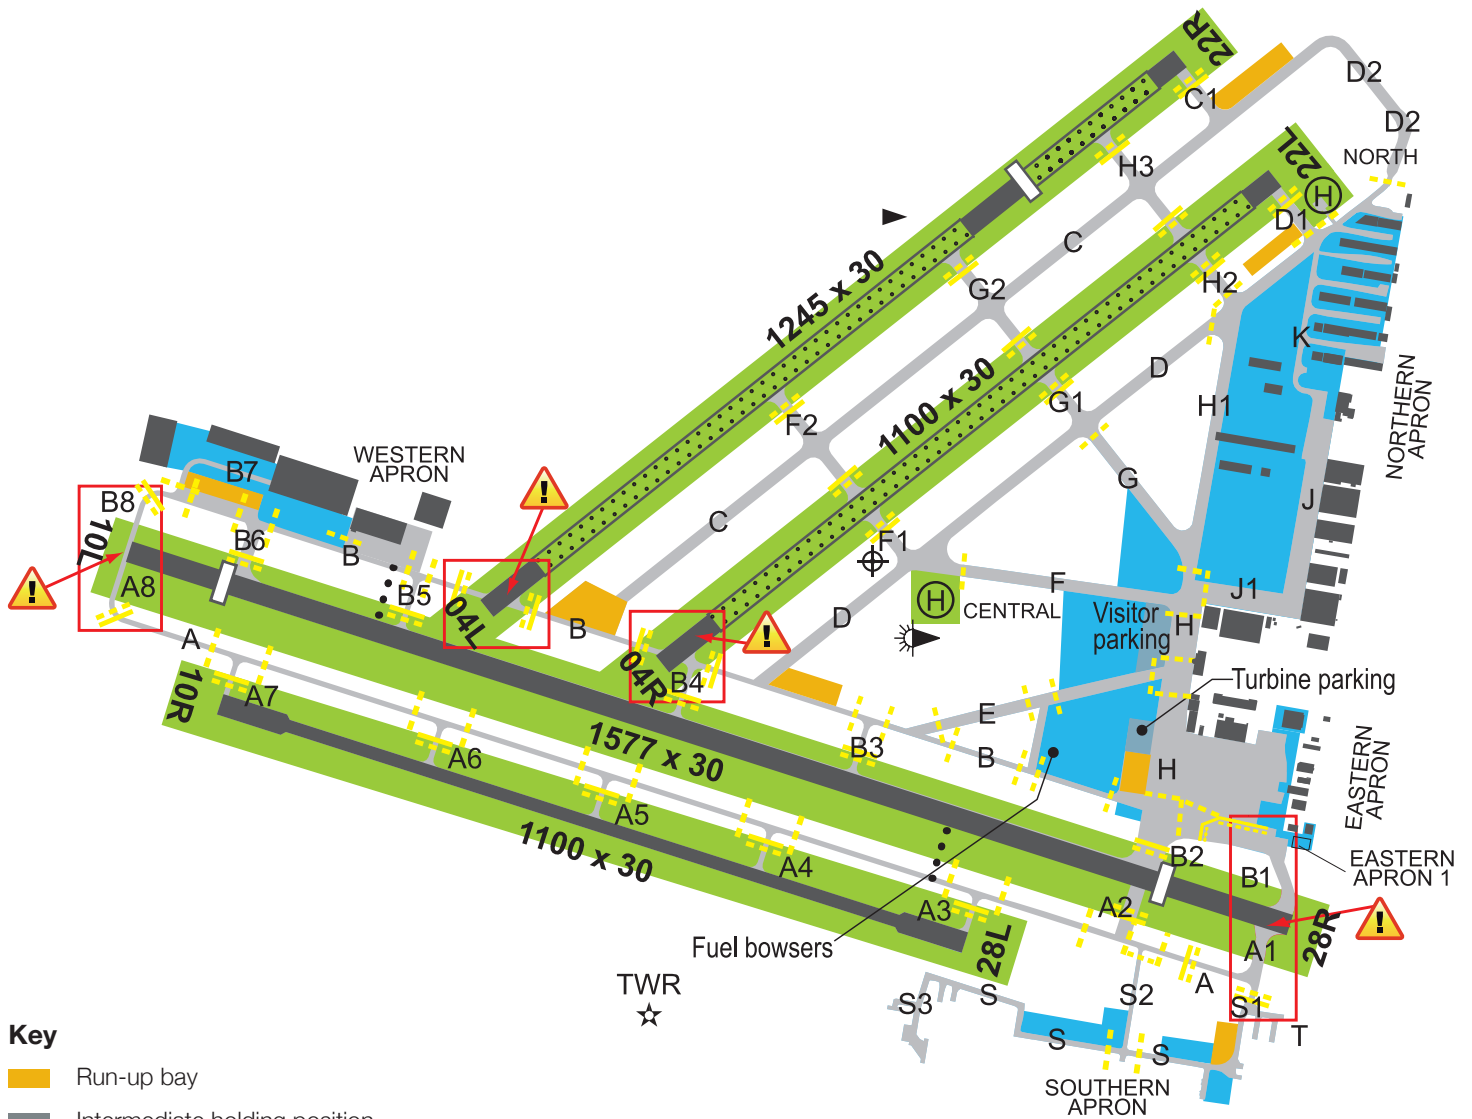 22R
C1
D2
D2
NORTH
H3
22L
H
D1
C
1245 x 30
G2
H2
K
D
1100 x 30
G1
H1
NORTHERN
APRON
F2
WESTERN
APRON
B7
G
J
B8
C
10L
B6
B
F1
A8
B5
04L
B
D
H
CENTRAL
F
J1
Visitor
parking
H
A
04R
B4
Turbine parking
10R
A7
E
1577 x 30
B3
B
H
A6
EASTERN
APRON
A5
1100 x 30
A4
B2
EASTERN
APRON 1
B1
A3
A2
28R
Fuel bowsers
28L
A1
TWR
S3
S
S2
A
S1
T
S
S
SOUTHERN
APRON
Key
Run-up bay
Intermediate holding position